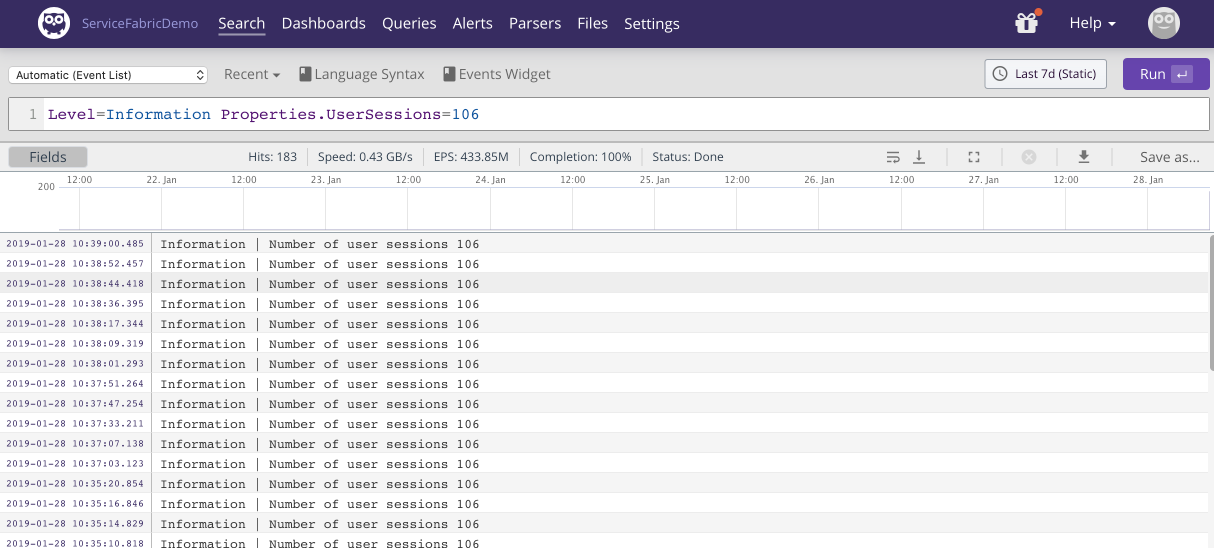 ServiceFabricDemo Search Dashboards Queries Alerts Parsers Files Settings Help
Automatic (Event List) Recent Language Syntax Events Widget Last 7d (Static) Run
1 Level=Information Properties.UserSessions=106
Fields Hits: 183 Speed: 0.43 GB/s EPS: 433.85M Completion: 100% Status: Done Save as...
12:00 22. Jan 12:00 23. Jan 12:00 24. Jan 12:00 25. Jan 12:00 26. Jan 12:00 27. Jan 12:00 28. Jan
200
2019-01-28 10:39:00.485 Information | Number of user sessions 106
2019-01-28 10:38:52.457 Information | Number of user sessions 106
2019-01-28 10:38:44.418 Information | Number of user sessions 106
2019-01-28 10:38:36.395 Information | Number of user sessions 106
2019-01-28 10:38:17.344 Information | Number of user sessions 106
2019-01-28 10:38:09.319 Information | Number of user sessions 106
2019-01-28 10:38:01.293 Information | Number of user sessions 106
2019-01-28 10:37:51.264 Information | Number of user sessions 106
2019-01-28 10:37:47.254 Information | Number of user sessions 106
2019-01-28 10:37:33.211 Information | Number of user sessions 106
2019-01-28 10:37:07.138 Information | Number of user sessions 106
2019-01-28 10:37:03.123 Information | Number of user sessions 106
2019-01-28 10:35:20.854 Information | Number of user sessions 106
2019-01-28 10:35:16.846 Information | Number of user sessions 106
2019-01-28 10:35:14.829 Information | Number of user sessions 106
2019-01-28 10:35:10.818 Information | Number of user sessions 106